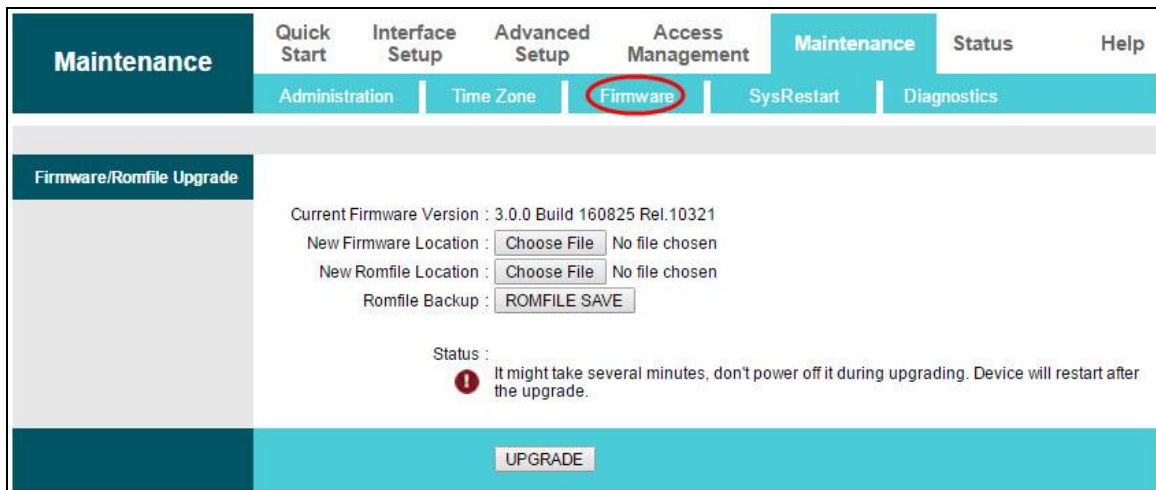 Maintenance
Quick Start
Interface Setup
Advanced Setup
Access Management
Maintenance
Status
Help
Administration
Time Zone
Firmware
SysRestart
Diagnostics
Firmware/Romfile Upgrade
Current Firmware Version : 3.0.0 Build 160825 Rel.10321
New Firmware Location : Choose File No file chosen
New Romfile Location : Choose File No file chosen
Romfile Backup : ROMFILE SAVE
Status :
It might take several minutes, don't power off it during upgrading. Device will restart after
the upgrade.
UPGRADE